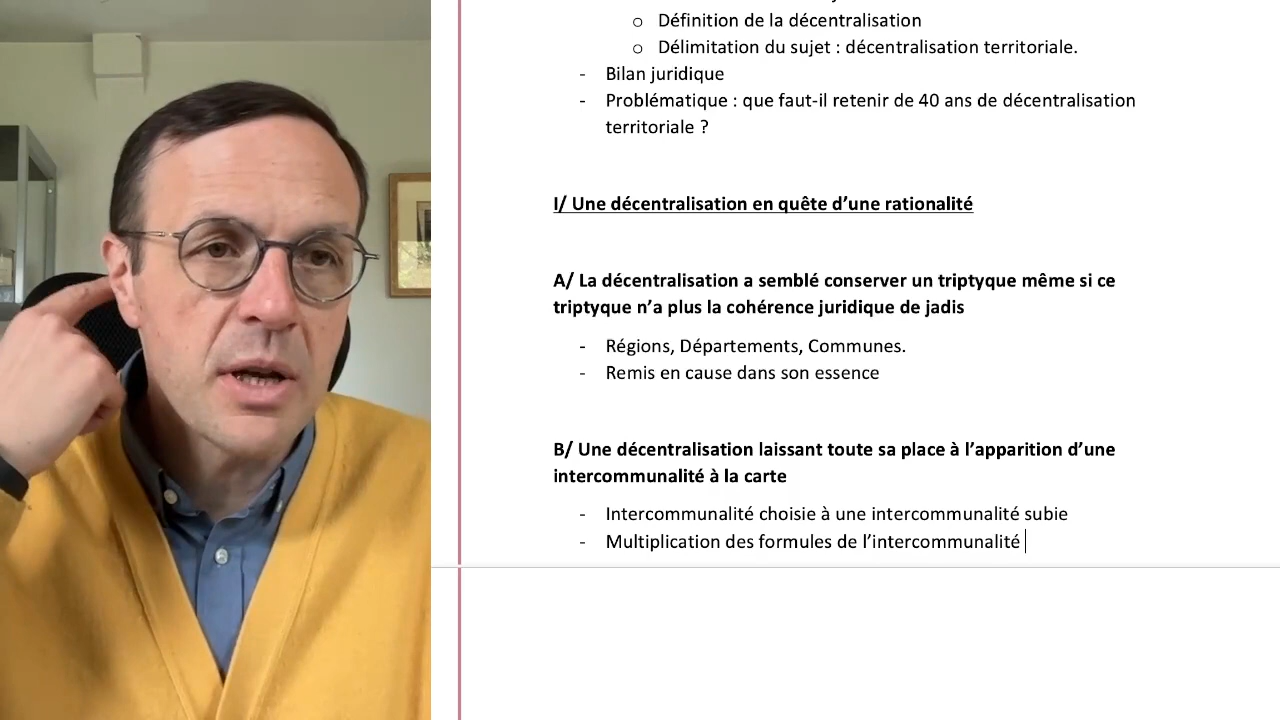 o Définition de la décentralisation
o Délimitation du sujet : décentralisation territoriale.
- Bilan juridique
- Problématique : que faut-il retenir de 40 ans de décentralisation
territoriale ?
I/ Une décentralisation en quête d’une rationalité
A/ La décentralisation a semblé conserver un triptyque même si ce
triptyque n’a plus la cohérence juridique de jadis
- Régions, Départements, Communes.
- Remis en cause dans son essence
B/ Une décentralisation laissant toute sa place à l’apparition d’une
intercommunalité à la carte
- Intercommunalité choisie à une intercommunalité subie
- Multiplication des formules de l’intercommunalité